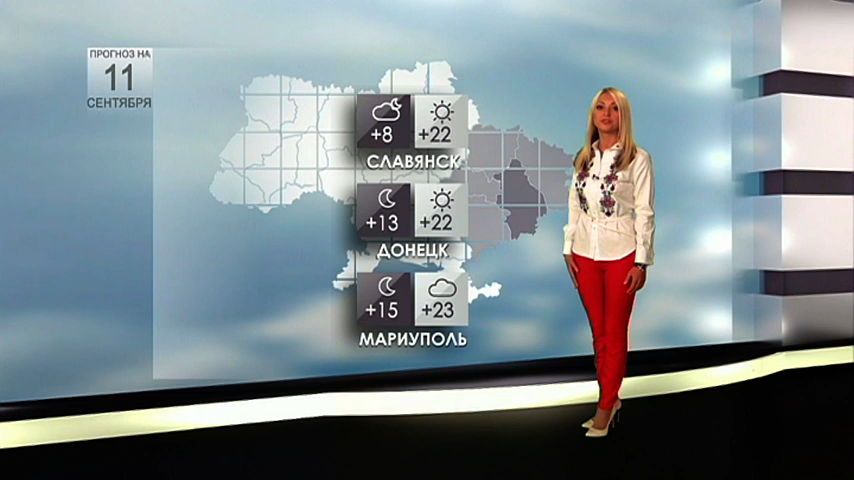 ПРОГНОЗ НА
11
СЕНТЯБРЯ
+8 +22
СЛАВЯНСК
+13 +22
ДОНЕЦК
+15 +23
МАРИУПОЛЬ